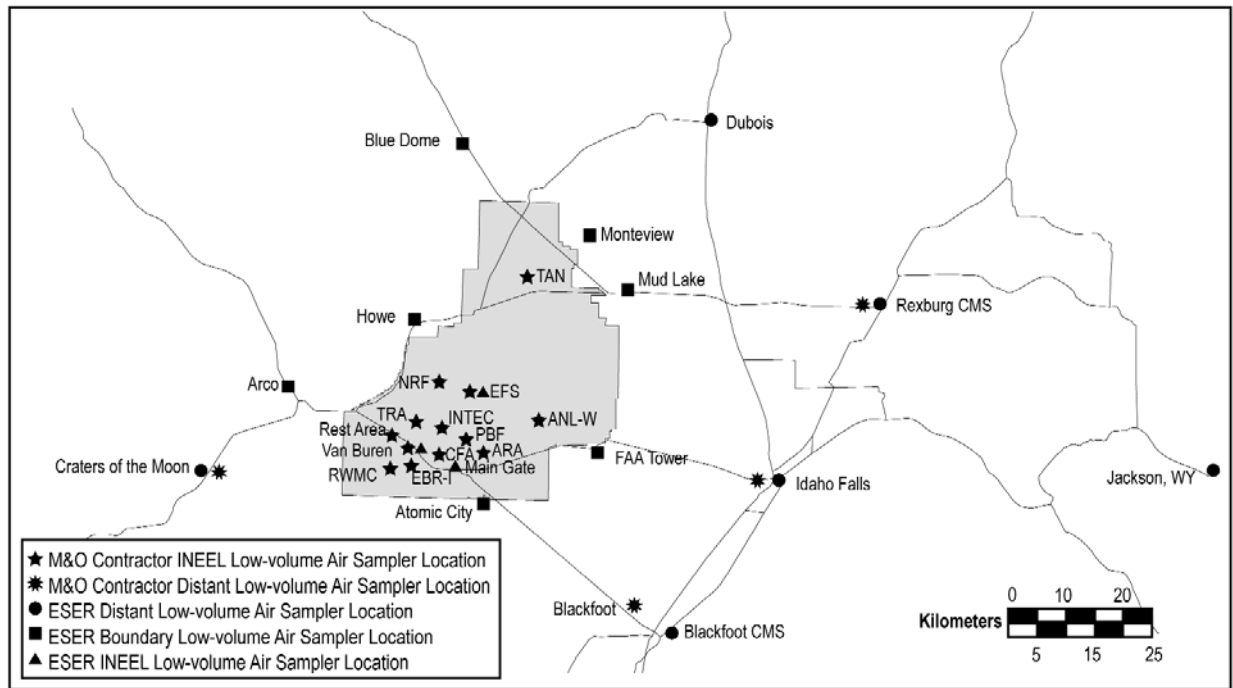 Dubois
Blue Dome
Monteview
TAN
Mud Lake
Rexburg CMS
Howe
NRF
Arco
EFS
TRA
INTEC
ANL-W
Rest Area
PBF
Van Buren
CFA
ARA
FAA Tower
Craters of the Moon
RWMC
EBR-I
Main Gate
Idaho Falls
Jackson, WY
Atomic City
M&O Contractor INEEL Low-volume Air Sampler Location
M&O Contractor Distant Low-volume Air Sampler Location
ESER Distant Low-volume Air Sampler Location
ESER Boundary Low-volume Air Sampler Location
ESER INEEL Low-volume Air Sampler Location
Blackfoot
Blackfoot CMS
0 10 20
Kilometers
5 15 25